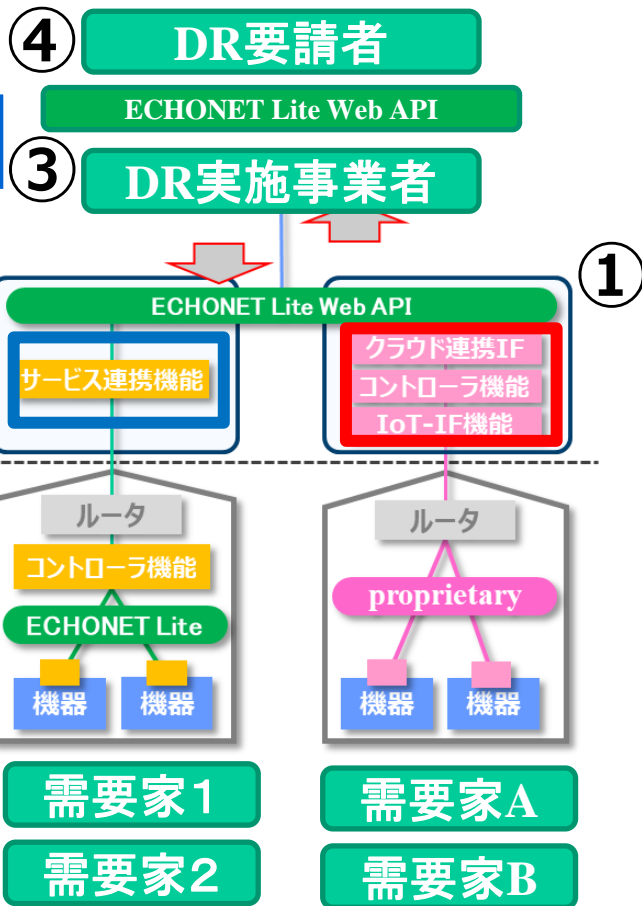 ④
DR要請者
ECHONET Lite Web API
③
DR実施事業者
①
ECHONET Lite Web API
サービス連携機能
クラウド連携IF
コントローラ機能
IoT-IF機能
ルータ
コントローラ機能
ECHONET Lite
機器
機器
ルータ
proprietary
機器
機器
需要家1
需要家2
需要家A
需要家B